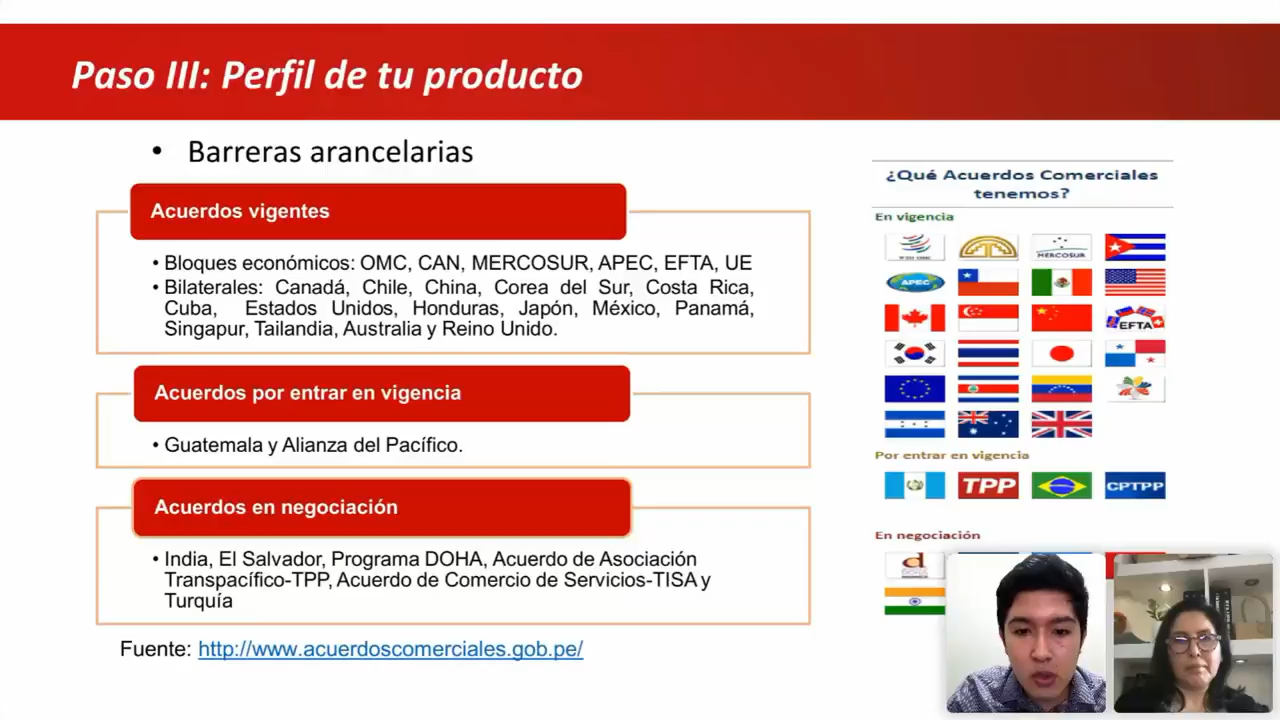 Paso III: Perfil de tu producto
• Barreras arancelarias
Acuerdos vigentes
• Bloques económicos: OMC, CAN, MERCOSUR, APEC, EFTA, UE
• Bilaterales: Canadá, Chile, China, Corea del Sur, Costa Rica,
Cuba, Estados Unidos, Honduras, Japón, México, Panamá,
Singapur, Tailandia, Australia y Reino Unido.
Acuerdos por entrar en vigencia
• Guatemala y Alianza del Pacífico.
Acuerdos en negociación
• India, El Salvador, Programa DOHA, Acuerdo de Asociación
Transpacífico-TPP, Acuerdo de Comercio de Servicios-TISA y
Turquía
Fuente: http://www.acuerdoscomerciales.gob.pe/
¿Qué Acuerdos Comerciales
tenemos?
En vigencia
MERCOSUR
APEC
EFTA
Por entrar en vigencia
TPP
CPTPP
En negociación